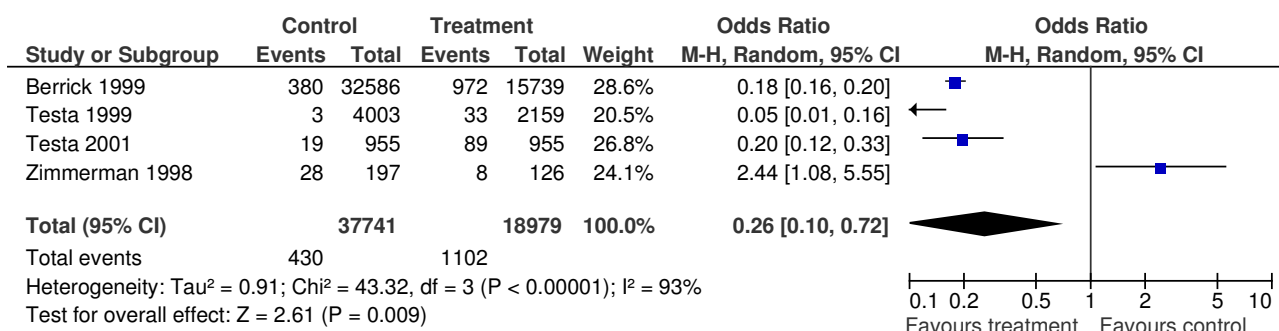 Control Treatment Odds Ratio Odds Ratio
Study or Subgroup Events Total Events Total Weight M-H, Random, 95% CI M-H, Random, 95% CI
Berrick 1999 380 32586 972 15739 28.6% 0.18 [0.16, 0.20]
Testa 1999 3 4003 33 2159 20.5% 0.05 [0.01, 0.16]
Testa 2001 19 955 89 955 26.8% 0.20 [0.12, 0.33]
Zimmerman 1998 28 197 8 126 24.1% 2.44 [1.08, 5.55]
Total (95% CI) 37741 18979 100.0% 0.26 [0.10, 0.72]
Total events 430 1102
Heterogeneity: Tau² = 0.91; Chi² = 43.32, df = 3 (P < 0.00001); I² = 93%
Test for overall effect: Z = 2.61 (P = 0.009)
0.1 0.2 0.5 1 2 5 10
Favours treatment Favours control